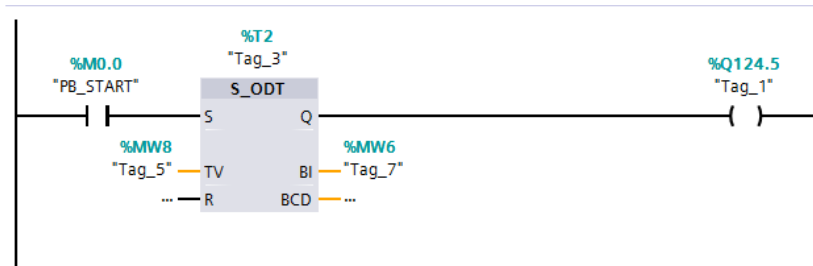 %T2
"Tag_3"
%M0.0
"PB_START"
S_ODT
%Q124.5
"Tag_1"
S
Q
%MW8
"Tag_5"
TV
BI
%MW6
"Tag_7"
...
R
BCD
...